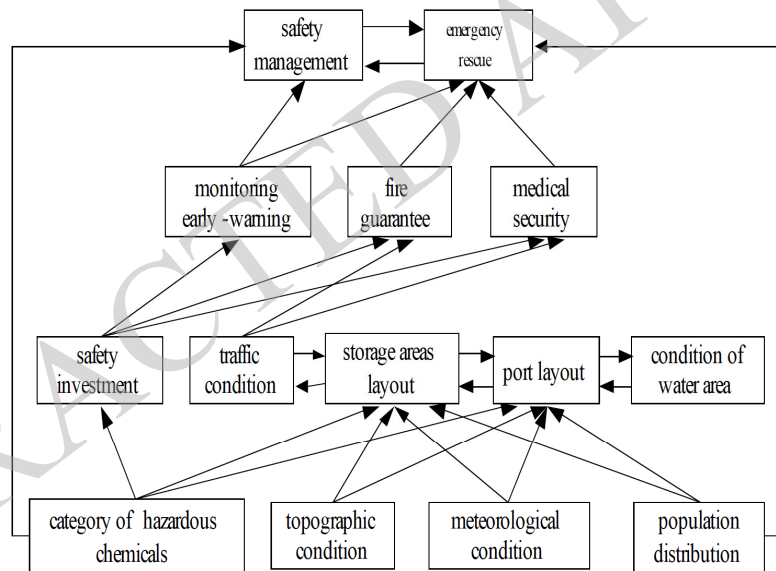 safety
management
emergency
rescue
monitoring
early -warning
fire
guarantee
medical
security
safety
investment
traffic
condition
storage areas
layout
port layout
condition of
water area
category of hazardous
chemicals
topographic
condition
meteorological
condition
population
distribution
RACTED A